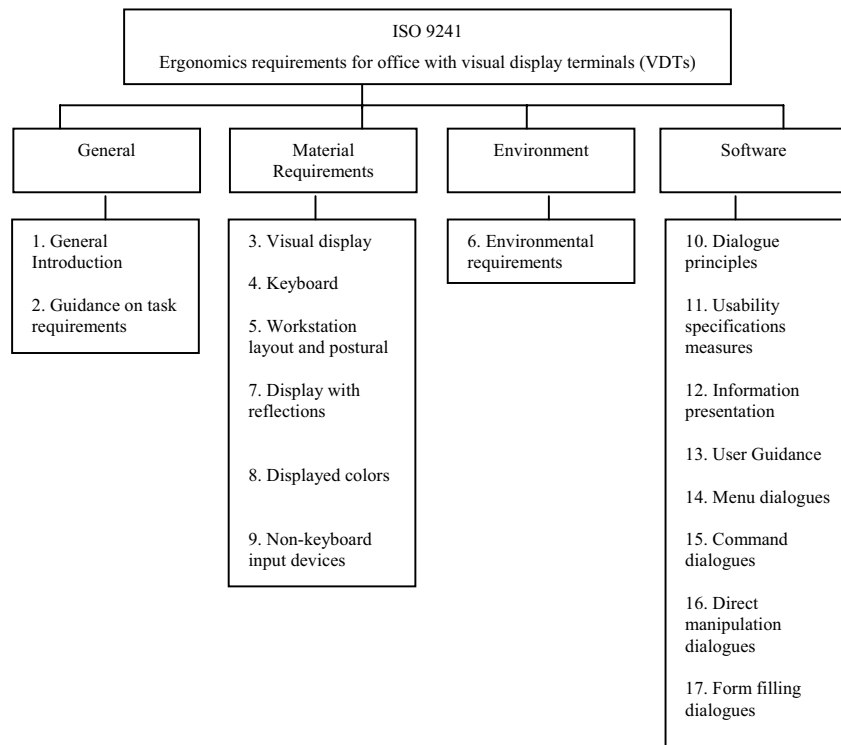 ISO 9241
Ergonomics requirements for office with visual display terminals (VDTs)
General
Material
Requirements
Environment
Software
1. General
Introduction
2. Guidance on task
requirements
3. Visual display
4. Keyboard
5. Workstation
layout and postural
7. Display with
reflections
8. Displayed colors
9. Non-keyboard
input devices
6. Environmental
requirements
10. Dialogue
principles
11. Usability
specifications
measures
12. Information
presentation
13. User Guidance
14. Menu dialogues
15. Command
dialogues
16. Direct
manipulation
dialogues
17. Form filling
dialogues